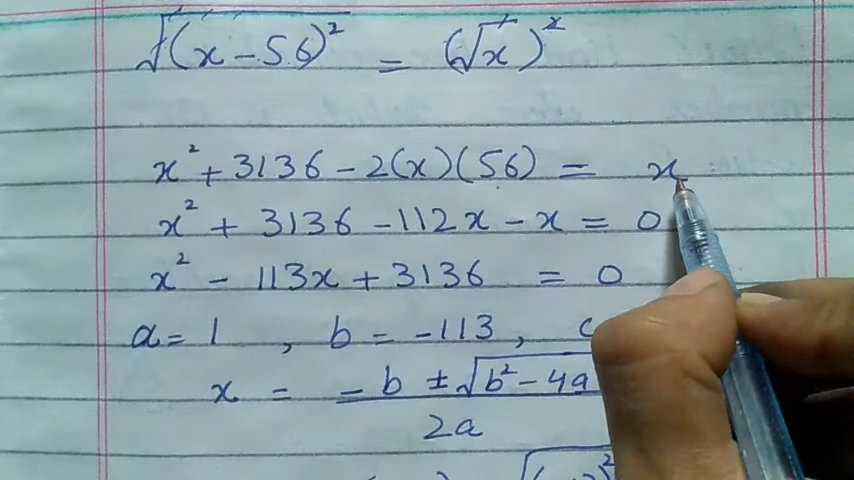 √(x - 56)² = (√x)²
x² + 3136 - 2(x)(56) = x
x² + 3136 - 112x - x = 0
x² - 113x + 3136 = 0
a = 1 , b = -113 , c
x = - b ± √b² - 4a
2a